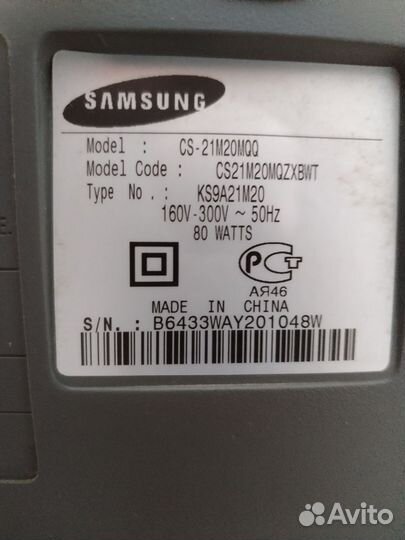 SAMSUNG
Model : CS-21M20MQQ
Model Code : CS21M20MQZXBWT
Type No. : KS9A21M20
160V-300V ~ 50Hz
80 WATTS
РСТ
АЯ46
MADE IN CHINA
S/N. : B6433WAY201048W
Avito